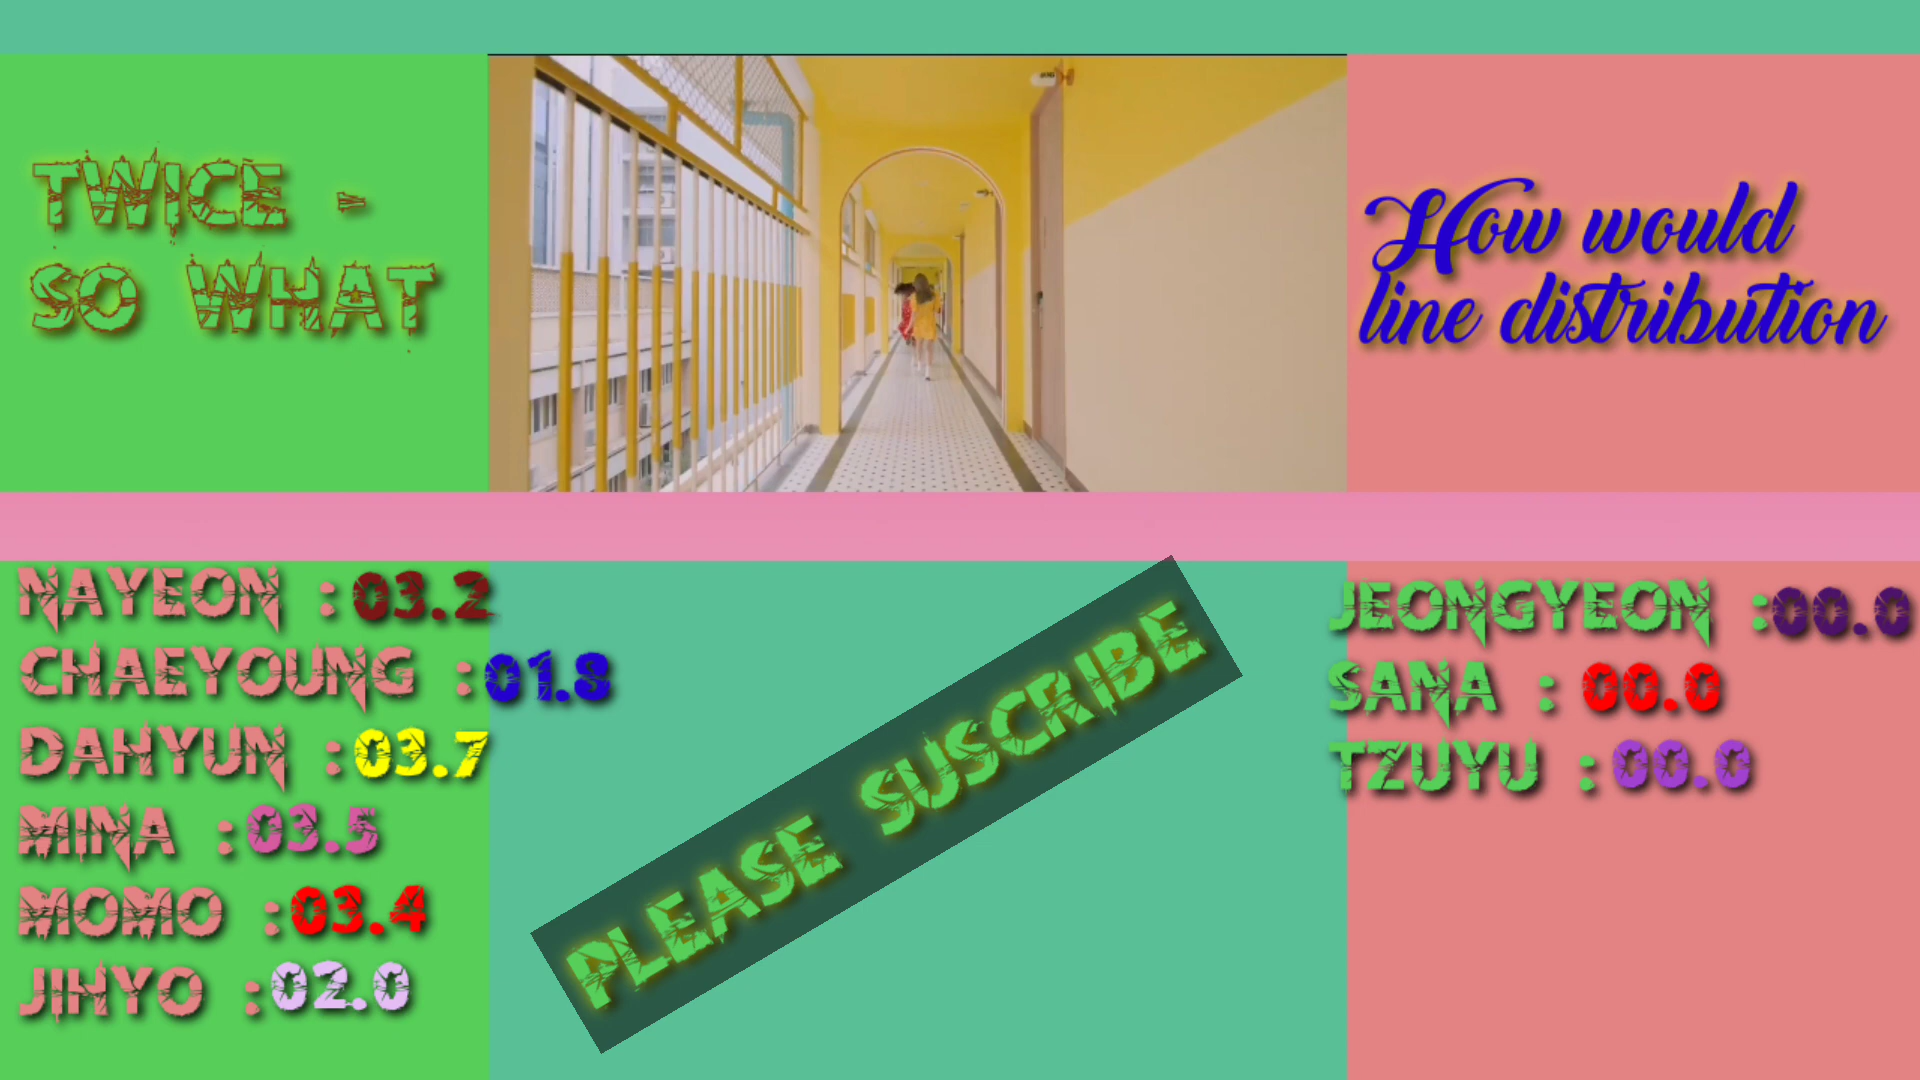 TWICE -
SO WHAT
How would
line distribution
NAYEON : 03.2
CHAEYOUNG : 01.8
DAHYUN : 03.7
MINA : 03.5
MOMO : 03.4
JIHYO : 02.0
PLEASE SUSCRIBE
JEONGYEON : 00.0
SANA : 00.0
TZUYU : 00.0